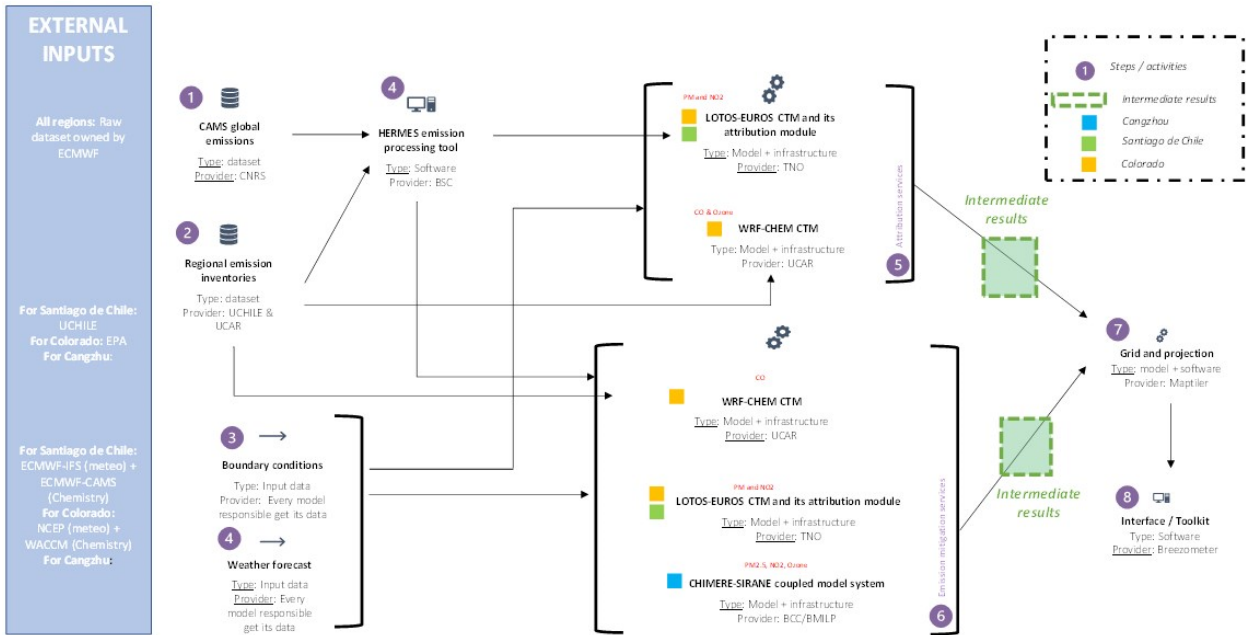 EXTERNAL
INPUTS
All regions: Raw
dataset owned by
ECMWF
For Santiago de Chile:
UCHILE
For Colorado: EPA
For Cangzhu:
For Santiago de Chile:
ECMWF-IFS (meteo) +
ECMWF-CAMS
(Chemistry)
For Colorado:
NCEP (meteo) +
WACCM (Chemistry)
For Cangzhu:
1
CAMS global
emissions
Type: dataset
Provider: CNRS
2
Regional emission
inventories
Type: dataset
Provider: UCHILE &
UCAR
3
Boundary conditions
Type: Input data
Provider: Every model
responsible get its data
4
Weather forecast
Type: Input data
Provider: Every
model responsible
get its data
4
HERMES emission
processing tool
Type: Software
Provider: BSC
PM and NO2
LOTOS-EUROS CTM and its
attribution module
Type: Model + infrastructure
Provider: TNO
CO & Ozone
WRF-CHEM CTM
Type: Model + infrastructure
Provider: UCAR
Attribution services
5
CO
WRF-CHEM CTM
Type: Model + infrastructure
Provider: UCAR
PM and NO2
LOTOS-EUROS CTM and its attribution module
Type: Model + infrastructure
Provider: TNO
PM2.5, NO2, Ozone
CHIMERE-SIRANE coupled model system
Type: Model + infrastructure
Provider: BCC/BMILP
Emission mitigation services
6
Intermediate
results
Intermediate
results
7
Grid and projection
Type: model + software
Provider: Maptiler
8
Interface / Toolkit
Type: Software
Provider: Breezometer
1
Steps / activities
Intermediate results
Cangzhou
Santiago de Chile
Colorado